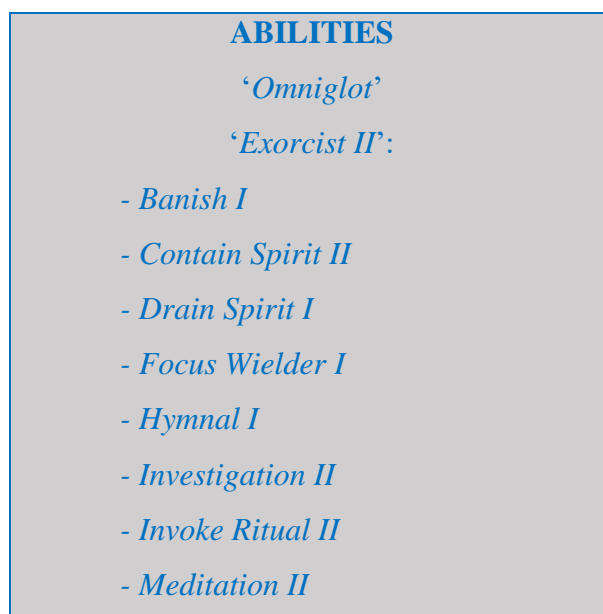 ABILITIES
‘Omniglot’
‘Exorcist II’:
- Banish I
- Contain Spirit II
- Drain Spirit I
- Focus Wielder I
- Hymnal I
- Investigation II
- Invoke Ritual II
- Meditation II